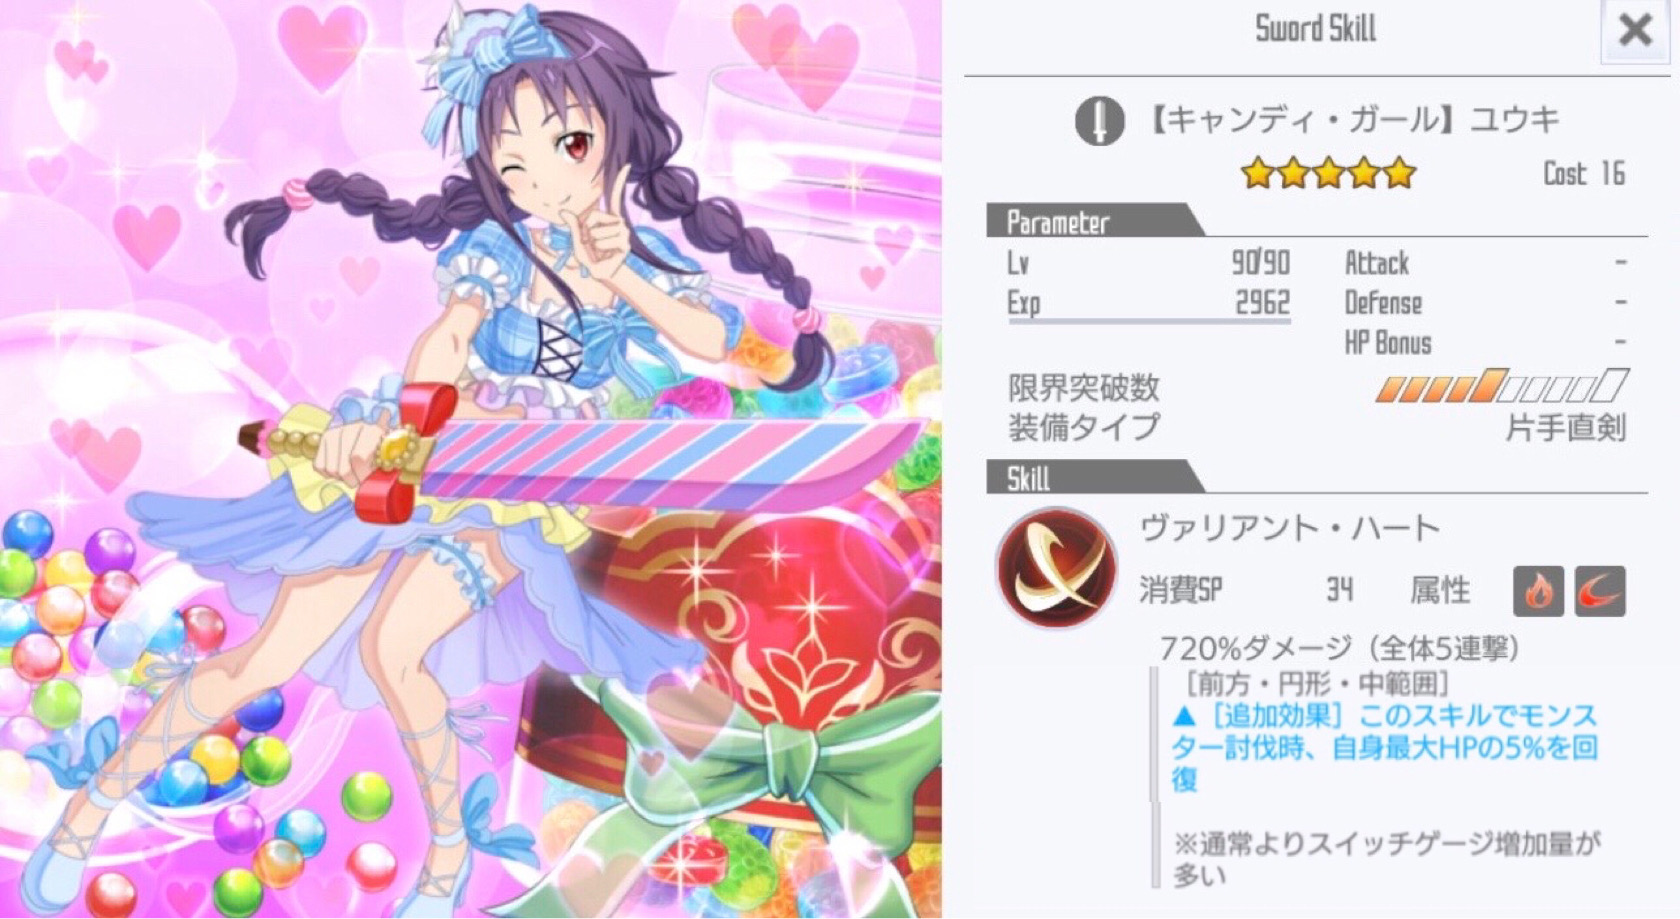 Sword Skill
【キャンディ・ガール】ユウキ
Cost 16
Parameter
Lv 90/90 Attack -
Exp 2962 Defense -
HP Bonus -
限界突破数
装備タイプ 片手直剣
Skill
ヴァリアント・ハート
消費SP 34 属性
720%ダメージ（全体5連撃）
［前方・円形・中範囲］
▲［追加効果］このスキルでモンス
ター討伐時、自身最大HPの5%を回
復
※通常よりスイッチゲージ増加量が
多い